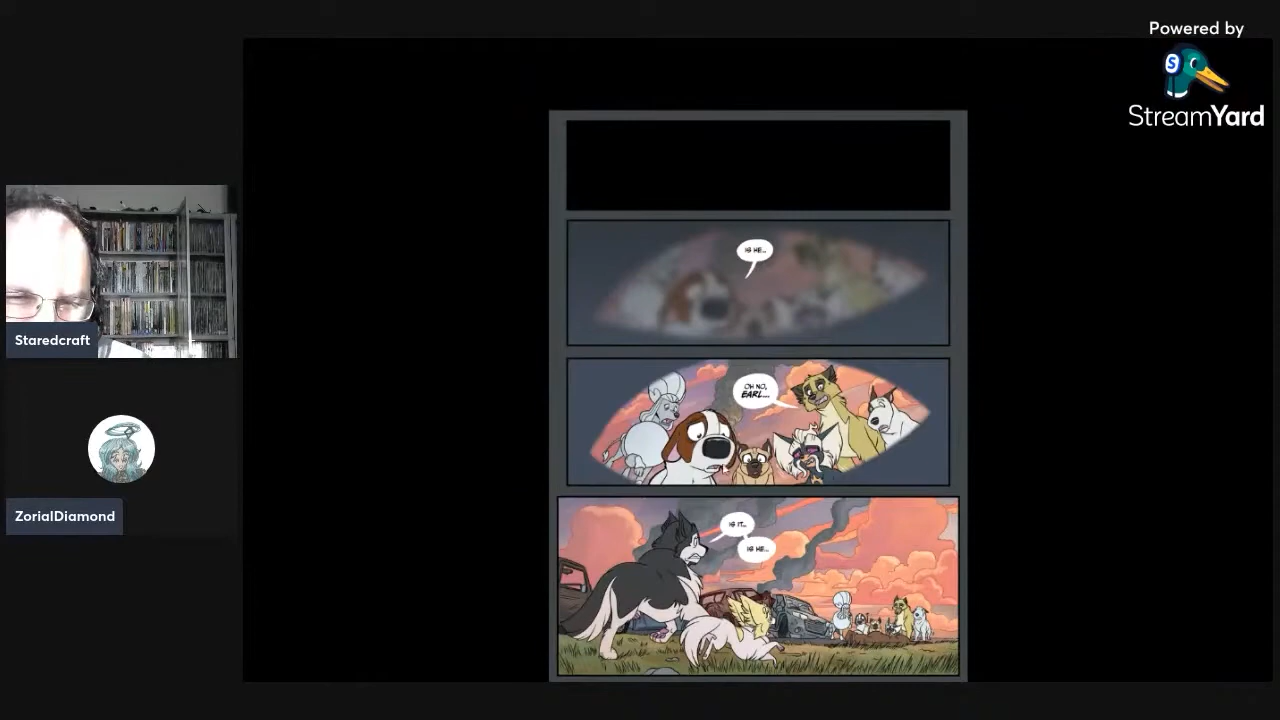 Powered by
StreamYard
IS HE...
Staredcraft
OH NO,
EARL...
ZorialDiamond
IS IT...
IS HE...